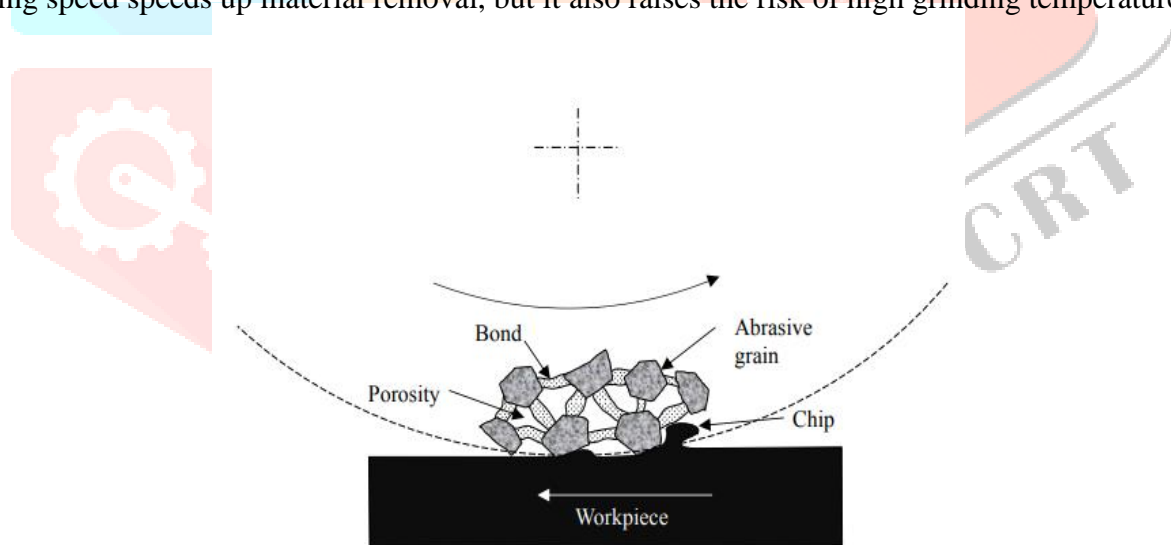 ing speed speeds up material removal, but it also raises the risk of high grinding temperature
CRT
Bond
Abrasive
grain
Porosity
Chip
Workpiece